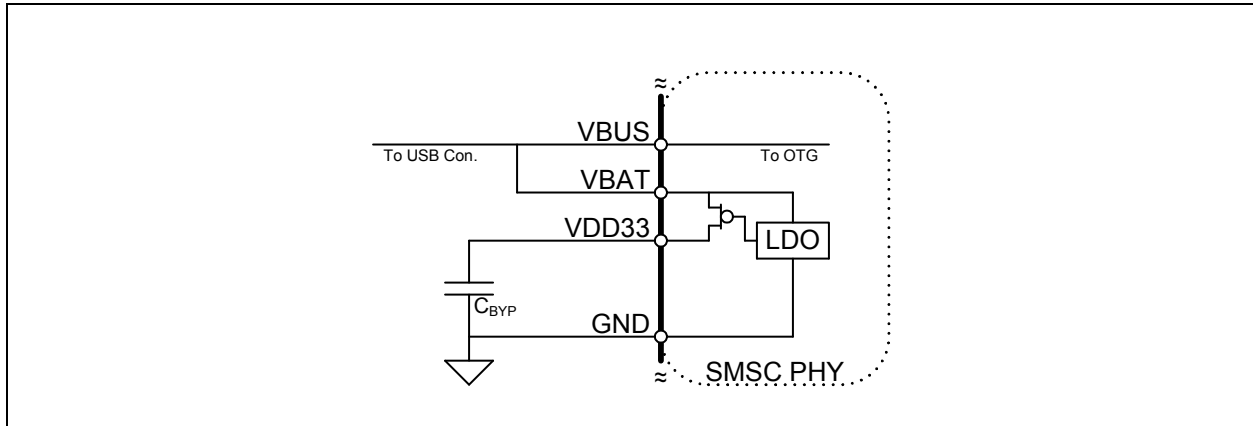 VBUS
To USB Con.
To OTG
VBAT
VDD33
LDO
CBYP
GND
SMSC PHY